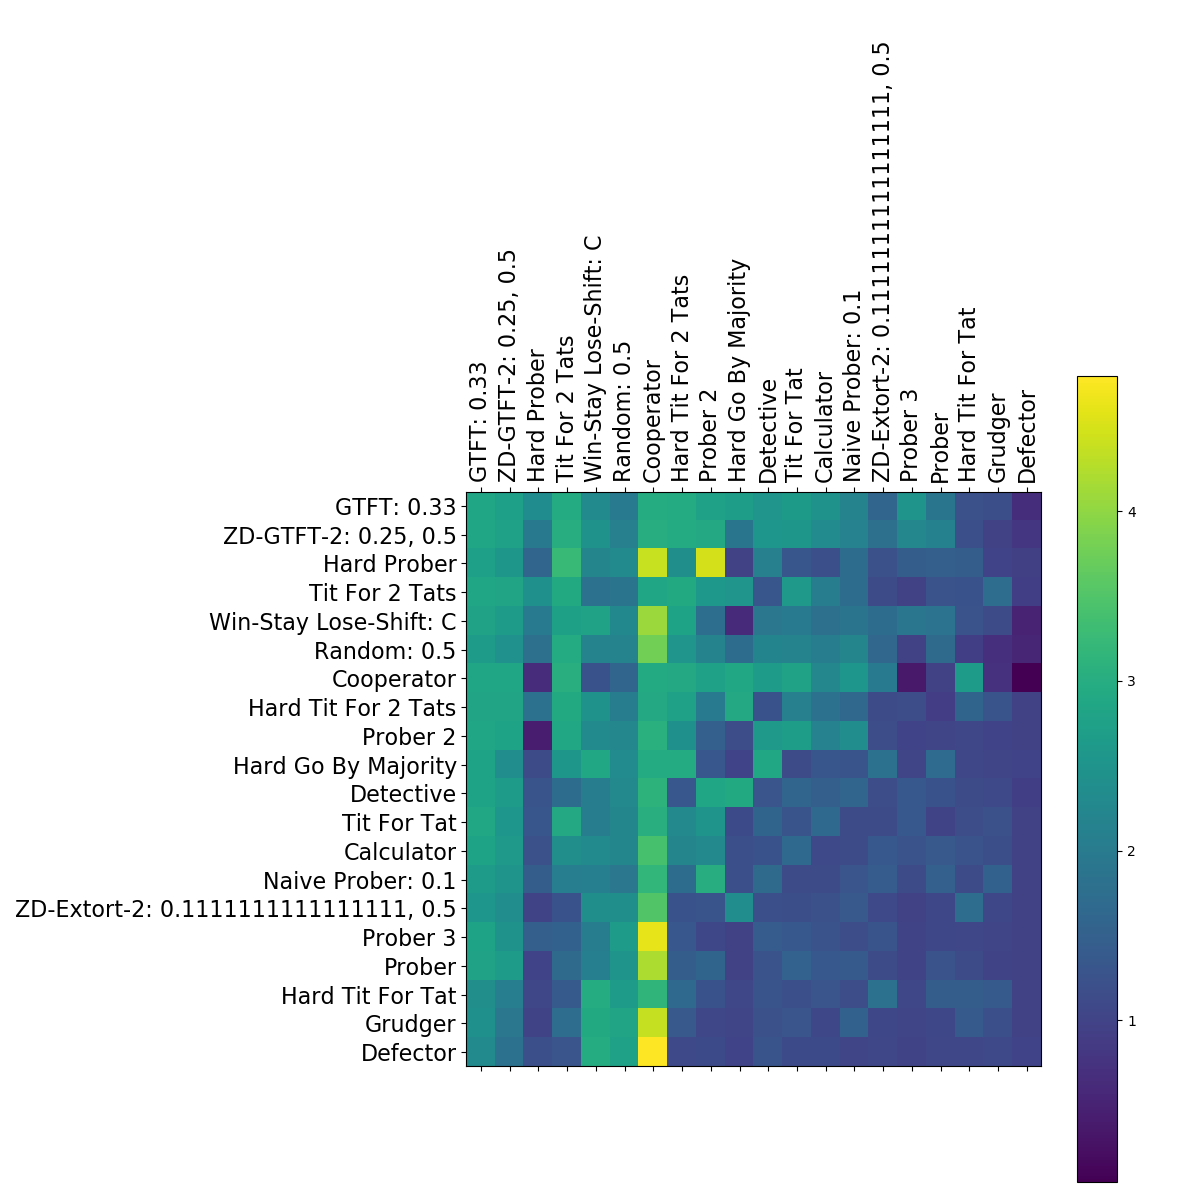 GTFT: 0.33
ZD-GTFT-2: 0.25, 0.5
Hard Prober
Tit For 2 Tats
Win-Stay Lose-Shift: C
Random: 0.5
Cooperator
Hard Tit For 2 Tats
Prober 2
Hard Go By Majority
Detective
Tit For Tat
Calculator
Naive Prober: 0.1
ZD-Extort-2: 0.1111111111111111, 0.5
Prober 3
Prober
Hard Tit For Tat
Grudger
Defector
GTFT: 0.33
ZD-GTFT-2: 0.25, 0.5
Hard Prober
Tit For 2 Tats
Win-Stay Lose-Shift: C
Random: 0.5
Cooperator
Hard Tit For 2 Tats
Prober 2
Hard Go By Majority
Detective
Tit For Tat
Calculator
Naive Prober: 0.1
ZD-Extort-2: 0.1111111111111111, 0.5
Prober 3
Prober
Hard Tit For Tat
Grudger
Defector
4
3
2
1